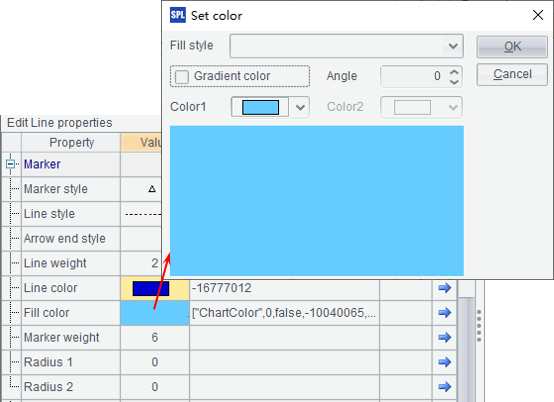 SPL Set color
Fill style
OK
Gradient color Angle 0
Cancel
Color1 Color2
Edit Line properties
Property Valu
Marker
Marker style
Line style
Arrow end style
Line weight 2
Line color -16777012
Fill color ["ChartColor",0,false,-10040065,...
Marker weight 6
Radius 1 0
Radius 2 0